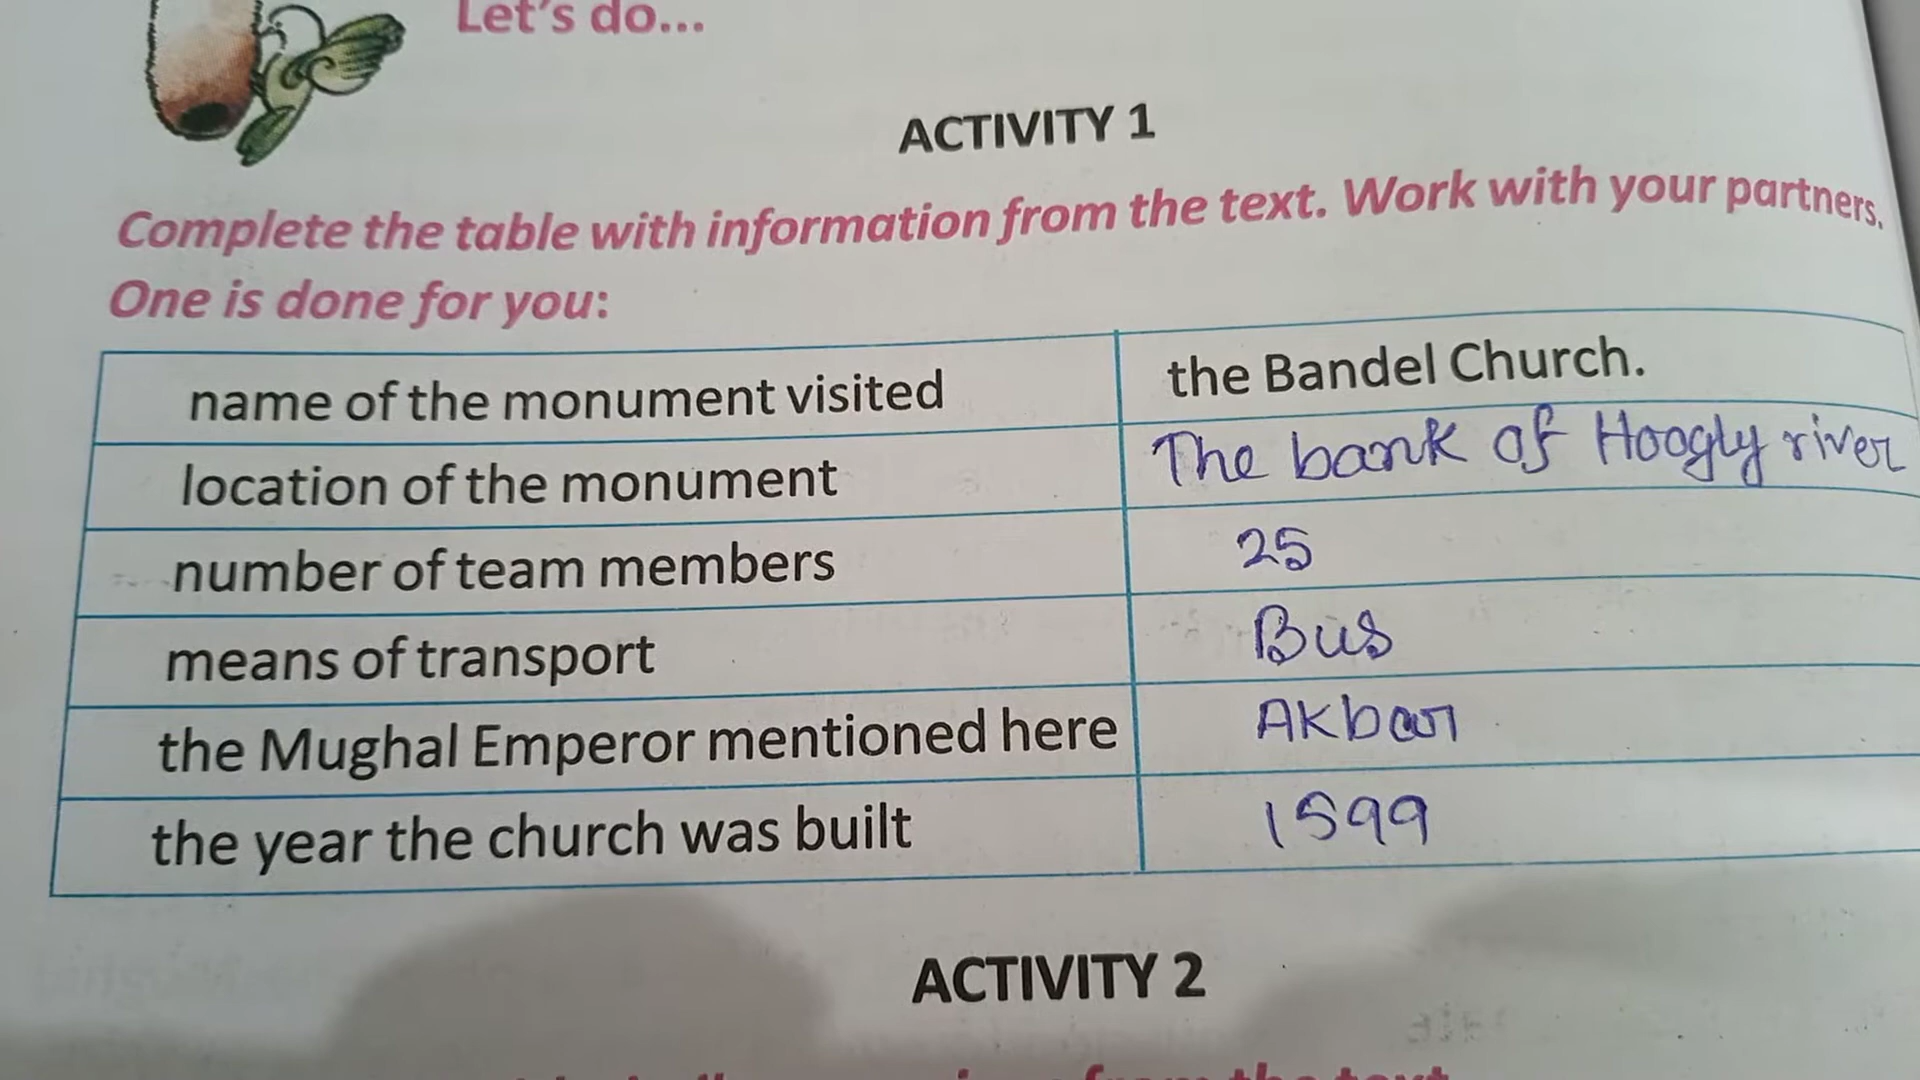 Let's do...
ACTIVITY 1
Complete the table with information from the text. Work with your partners.
One is done for you:
name of the monument visited the Bandel Church.
location of the monument The bank of Hoogly river
number of team members 25
means of transport Bus
the Mughal Emperor mentioned here Akbar
the year the church was built 1599
ACTIVITY 2
from the text